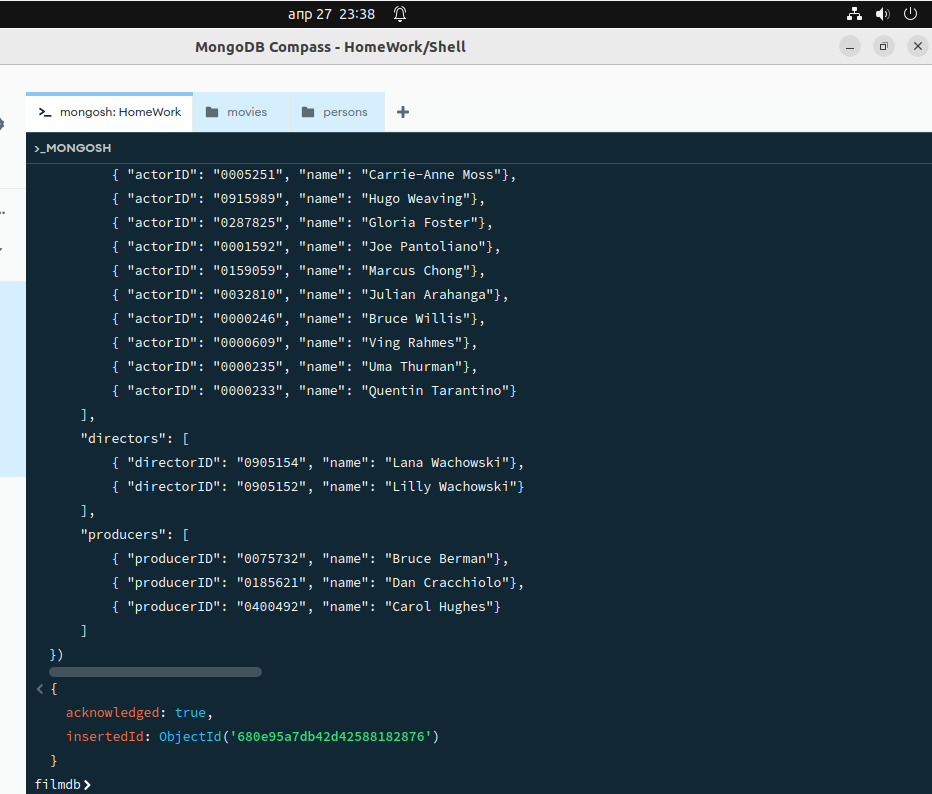 апр 27 23:38
MongoDB Compass - HomeWork/Shell
>_ mongosh: HomeWork movies persons +
>_MONGOSH
{ "actorID": "0005251", "name": "Carrie-Anne Moss"},
{ "actorID": "0915989", "name": "Hugo Weaving"},
{ "actorID": "0287825", "name": "Gloria Foster"},
{ "actorID": "0001592", "name": "Joe Pantoliano"},
{ "actorID": "0159059", "name": "Marcus Chong"},
{ "actorID": "0032810", "name": "Julian Arahanga"},
{ "actorID": "0000246", "name": "Bruce Willis"},
{ "actorID": "0000609", "name": "Ving Rahmes"},
{ "actorID": "0000235", "name": "Uma Thurman"},
{ "actorID": "0000233", "name": "Quentin Tarantino"}
],
"directors": [
{ "directorID": "0905154", "name": "Lana Wachowski"},
{ "directorID": "0905152", "name": "Lilly Wachowski"}
],
"producers": [
{ "producerID": "0075732", "name": "Bruce Berman"},
{ "producerID": "0185621", "name": "Dan Cracchiolo"},
{ "producerID": "0400492", "name": "Carol Hughes"}
]
})
< {
acknowledged: true,
insertedId: ObjectId('680e95a7db42d42588182876')
}
filmdb>